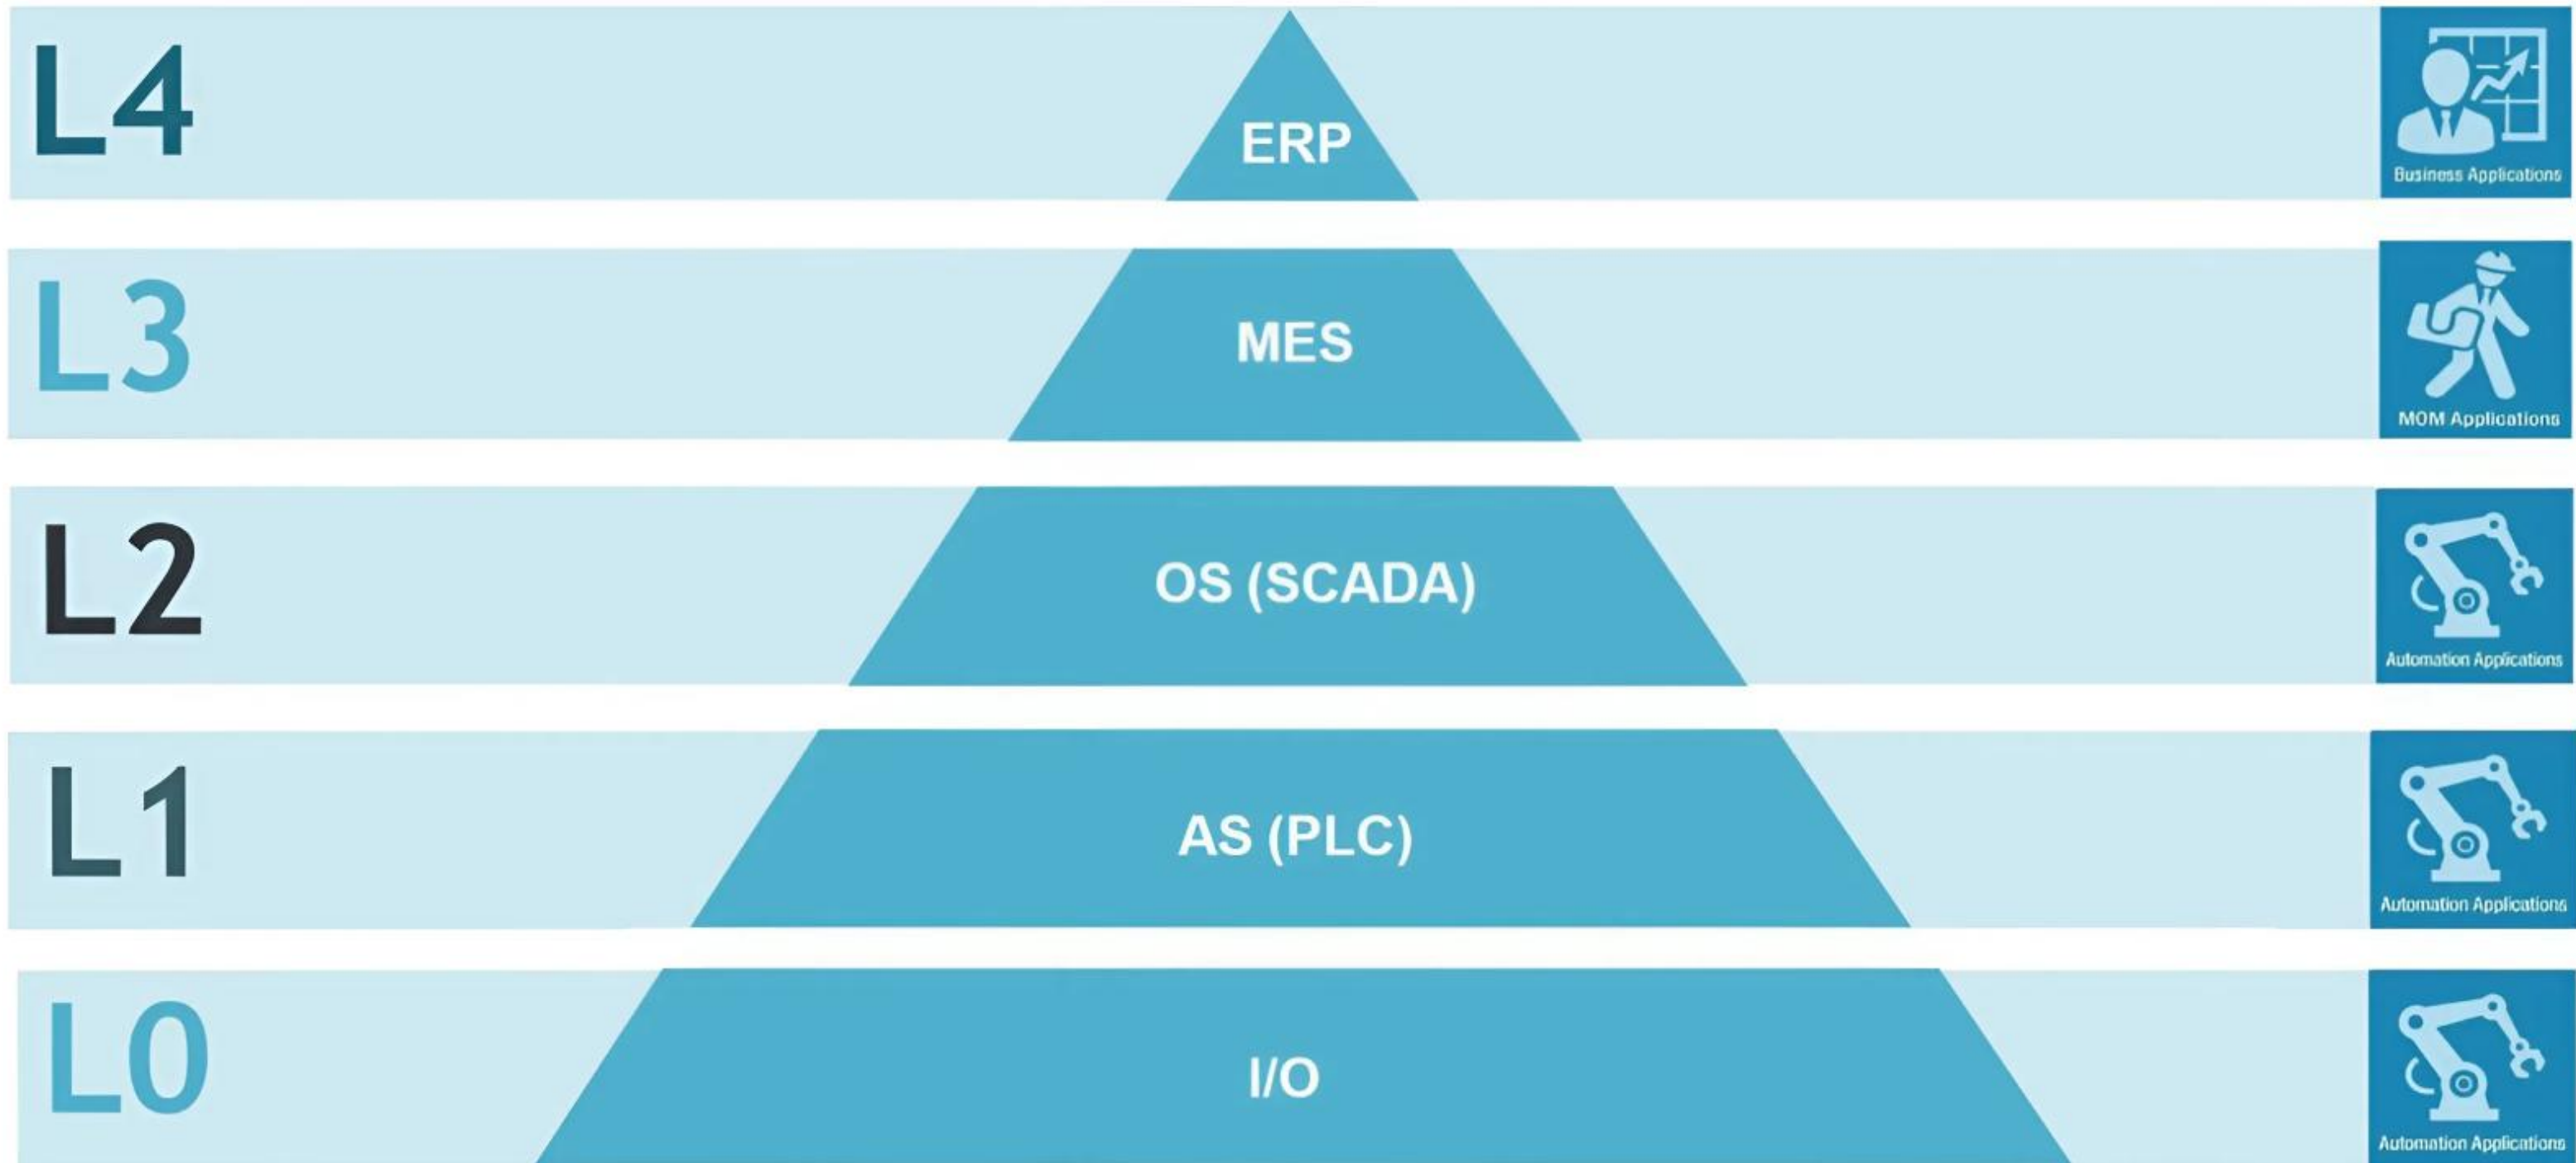 L4
ERP
Business Applications
L3
MES
MOM Applications
L2
OS (SCADA)
Automation Applications
L1
AS (PLC)
Automation Applications
L0
I/O
Automation Applications